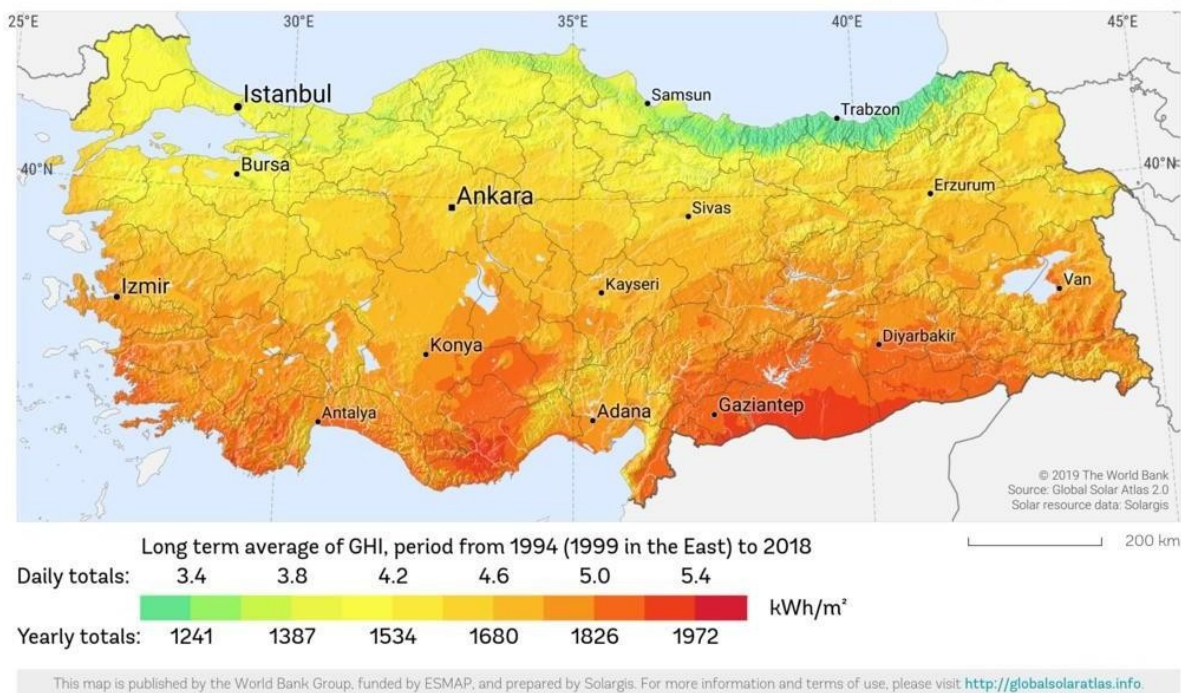 25°E 30°E 35°E 40°E 45°E
Istanbul
Samsun
Trabzon
40°N
Bursa
40°N
Ankara
Erzurum
Sivas
Izmir
Kayseri
Van
Konya
Diyarbakir
Antalya
Adana
Gaziantep
© 2019 The World Bank
Source: Global Solar Atlas 2.0
Solar resource data: Solargis
Long term average of GHI, period from 1994 (1999 in the East) to 2018
200 km
Daily totals: 3.4 3.8 4.2 4.6 5.0 5.4
kWh/m²
Yearly totals: 1241 1387 1534 1680 1826 1972
This map is published by the World Bank Group, funded by ESMAP, and prepared by Solargis. For more information and terms of use, please visit http://globalsolaratlas.info.